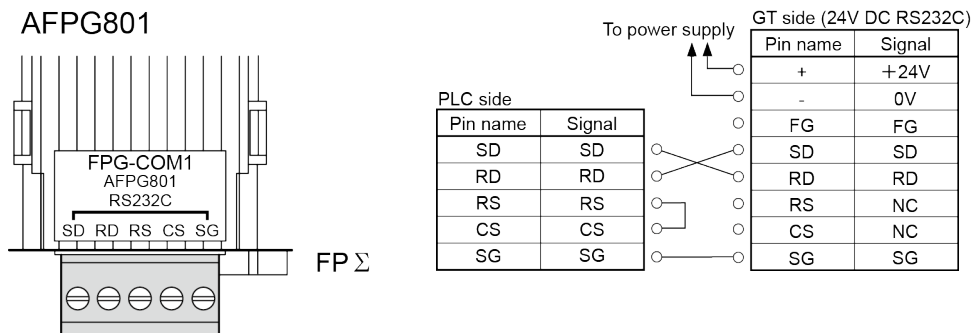 AFPG801
FPG-COM1
AFPG801
RS232C
SD RD RS CS SG
FP Σ
To power supply
PLC side
Pin name Signal
SD SD
RD RD
RS RS
CS CS
SG SG
GT side (24V DC RS232C)
Pin name Signal
+ +24V
- 0V
FG FG
SD SD
RD RD
RS NC
CS NC
SG SG